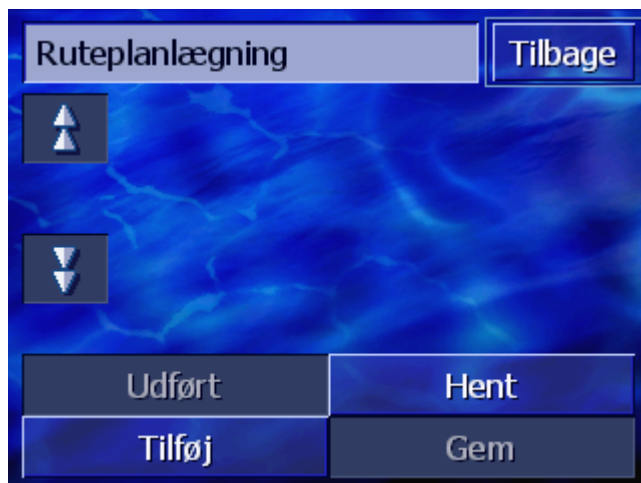 Ruteplanlægning
Tilbage
Udført
Hent
Tilføj
Gem